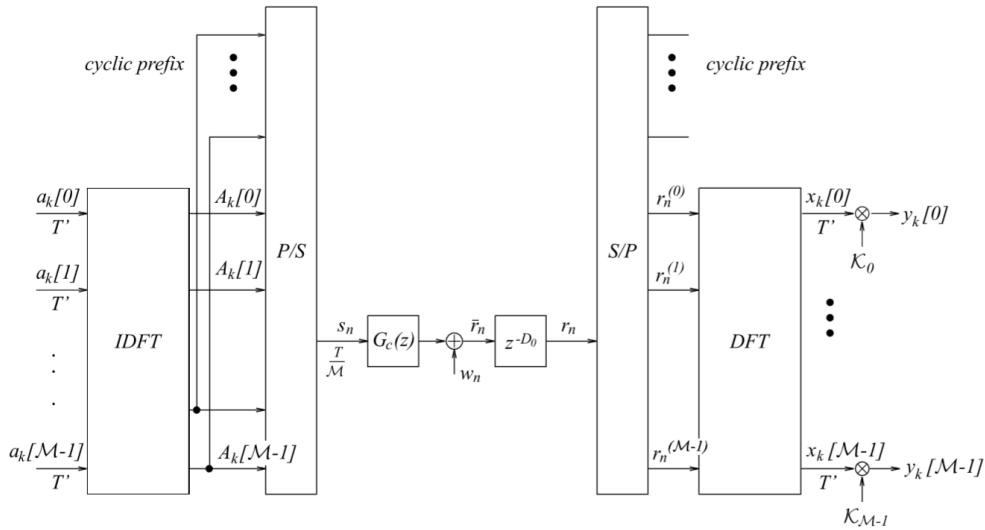 cyclic prefix
cyclic prefix
a_k[0]
T'
A_k[0]
a_k[1]
T'
A_k[1]
IDFT
. . .
a_k[M-1]
T'
A_k[M-1]
P/S
s_n
T/M
G_c(z)
w_n
r̄_n
z^{-D_0}
r_n
S/P
r_n^{(0)}
r_n^{(1)}
r_n^{(M-1)}
DFT
x_k[0]
T'
y_k[0]
K_0
x_k[M-1]
T'
y_k[M-1]
K_{M-1}